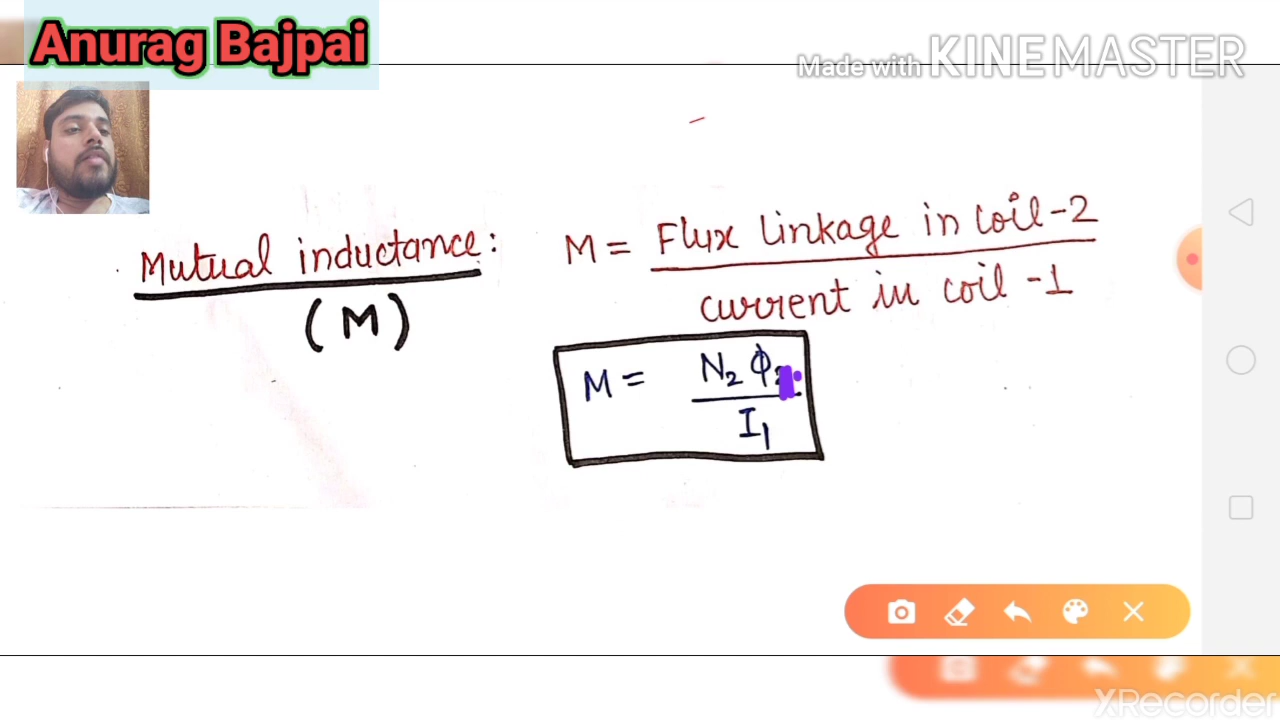 Anurag Bajpai
Made with KINEMASTER
Mutual inductance:
(M)
M = Flux Linkage in coil-2
current in coil -1
M = N₂ Φ
I₁
XRecorder